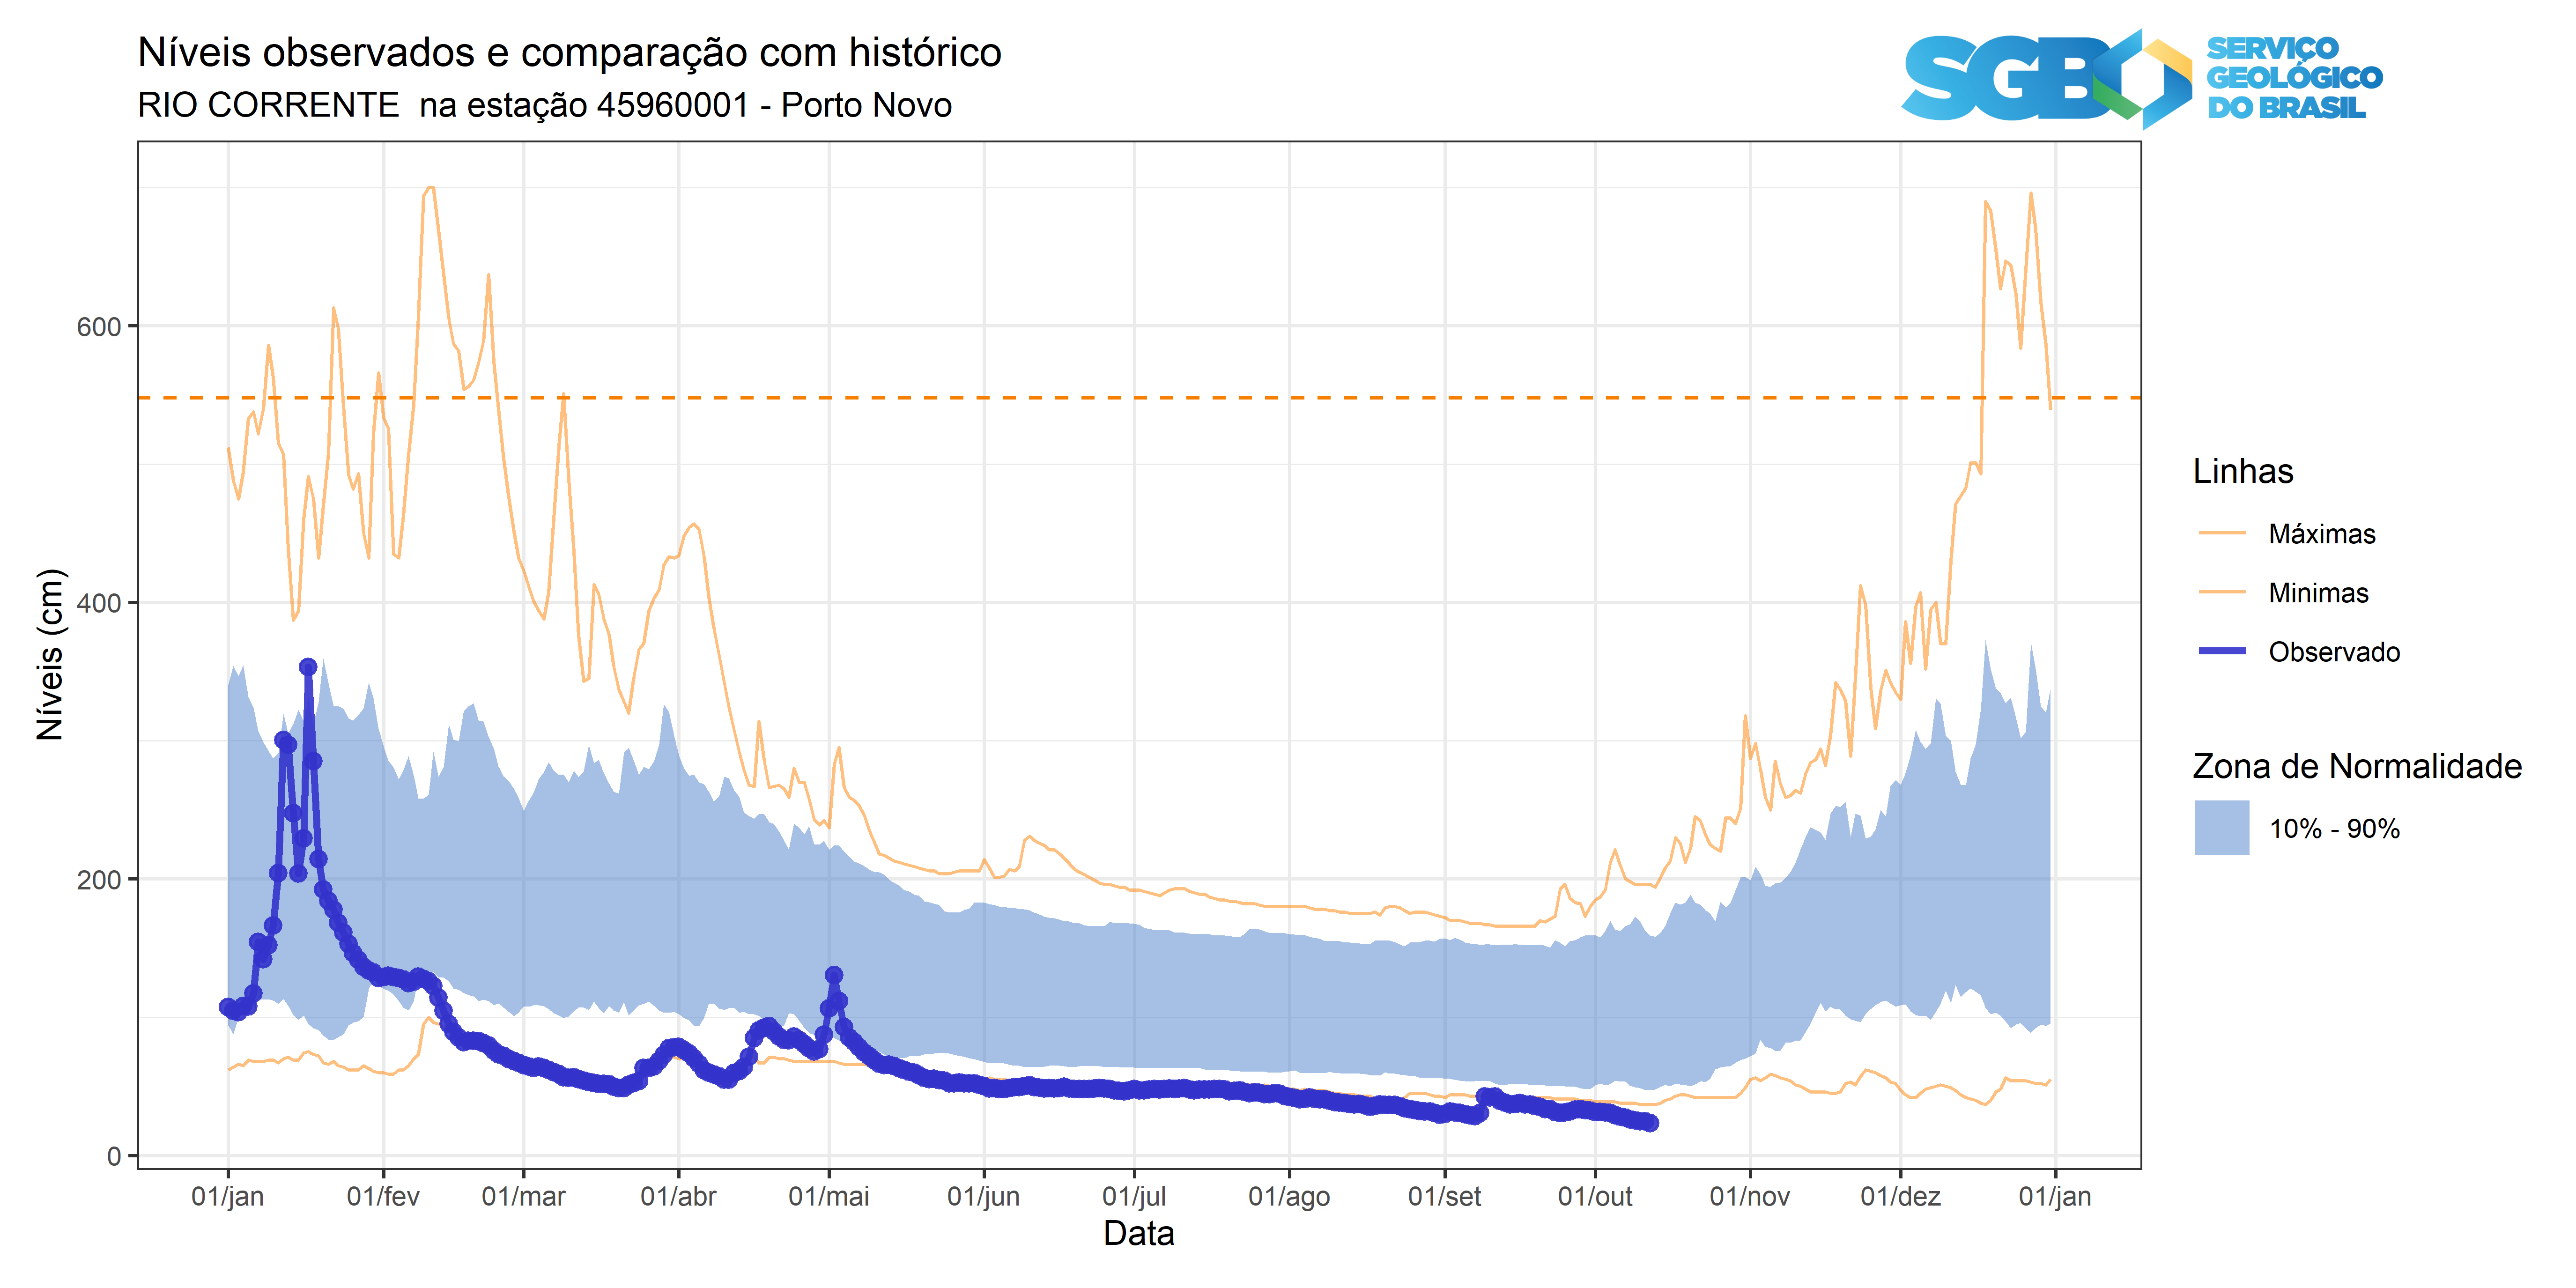 Níveis observados e comparação com histórico
RIO CORRENTE  na estação 45960001 - Porto Novo
SGB
SERVIÇO
GEOLÓGICO
DO BRASIL
Níveis (cm)
600
400
200
0
01/jan
01/fev
01/mar
01/abr
01/mai
01/jun
01/jul
01/ago
01/set
01/out
01/nov
01/dez
01/jan
Data
Linhas
Máximas
Minimas
Observado
Zona de Normalidade
10% - 90%